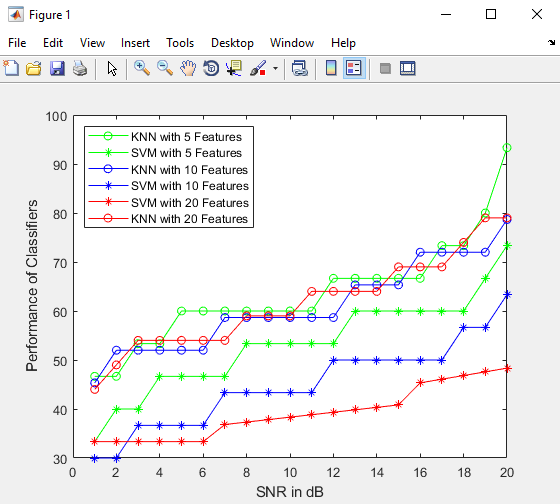 Figure 1
File Edit View Insert Tools Desktop Window Help
100
90
80
70
60
50
40
30
Performance of Classifiers
KNN with 5 Features
SVM with 5 Features
KNN with 10 Features
SVM with 10 Features
SVM with 20 Features
KNN with 20 Features
0 2 4 6 8 10 12 14 16 18 20
SNR in dB